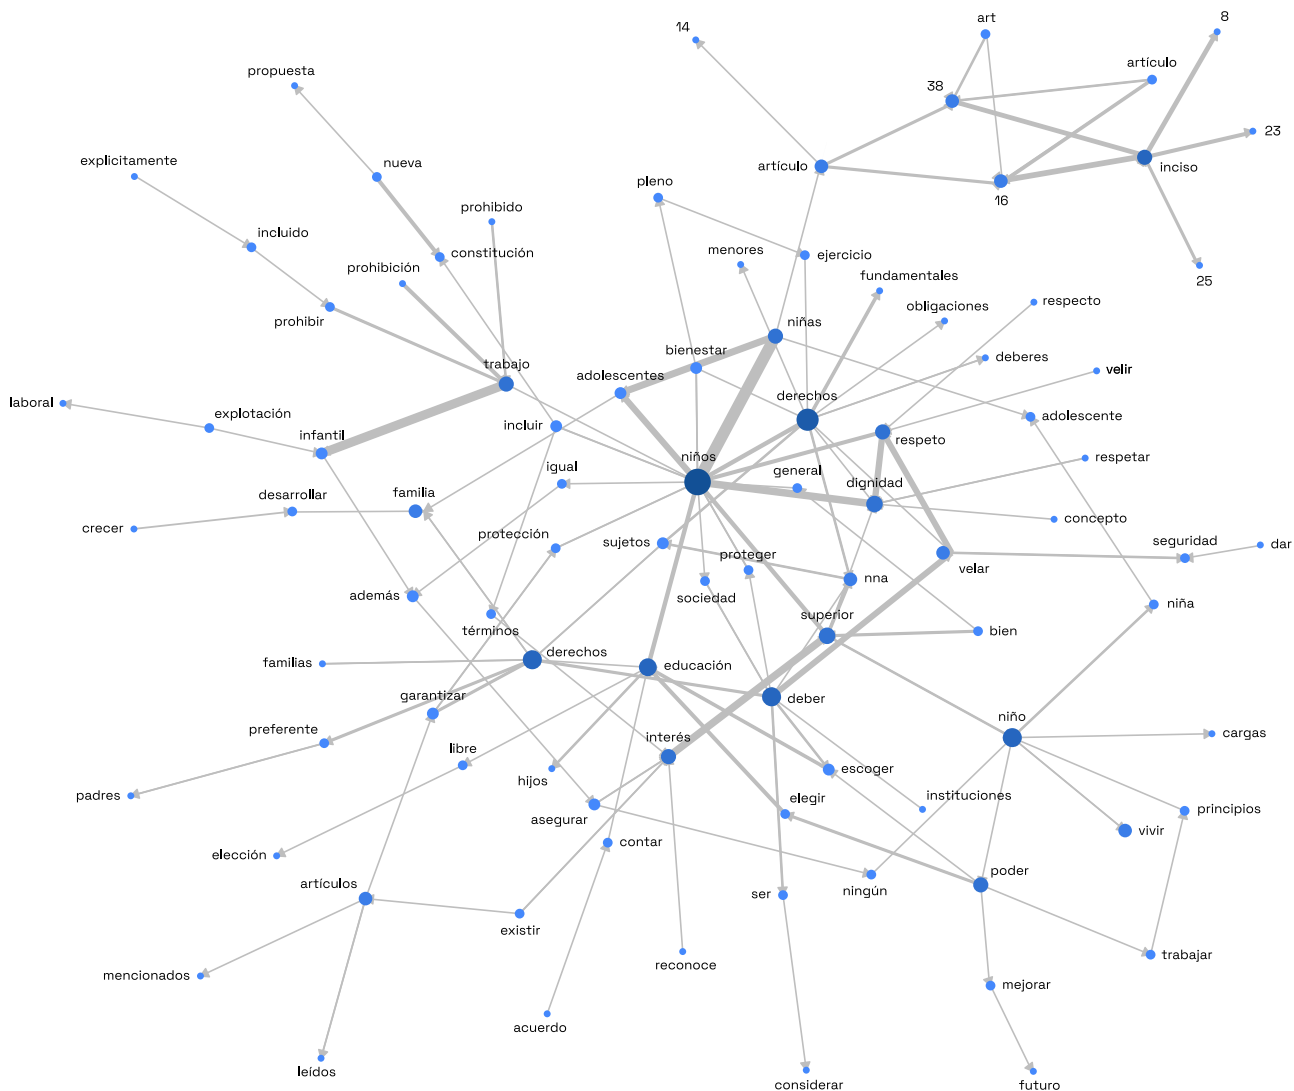 14
art
8
artículo
propuesta
38
23
explicitamente
nueva
artículo
inciso
pleno
16
prohibido
incluido
constitución
menores
ejercicio
prohibición
fundamentales
25
obligaciones
respecto
prohibir
niñas
bienestar
trabajo
adolescentes
deberes
velir
laboral
explotación
derechos
adolescente
infantil
incluir
respeto
niños
igual
general
respetar
desarrollar
familia
dignidad
crecer
protección
sujetos
concepto
proteger
seguridad
dar
velar
además
sociedad
nna
niña
términos
superior
bien
familias
derechos
educación
garantizar
deber
niño
preferente
libre
interés
cargas
hijos
escoger
padres
elegir
instituciones
principios
asegurar
vivir
elección
contar
artículos
poder
ser
ningún
existir
trabajar
reconoce
mencionados
mejorar
acuerdo
leídos
considerar
futuro